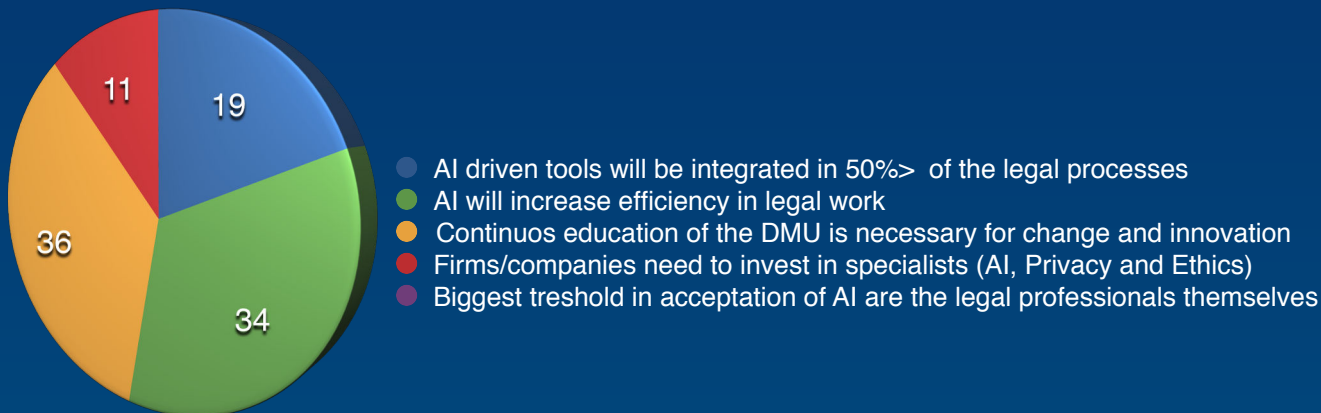 11
19
36
34
AI driven tools will be integrated in 50%> of the legal processes
AI will increase efficiency in legal work
Continuos education of the DMU is necessary for change and innovation
Firms/companies need to invest in specialists (AI, Privacy and Ethics)
Biggest treshold in acceptation of AI are the legal professionals themselves